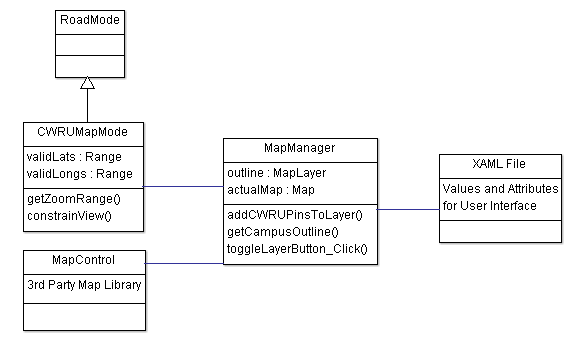 RoadMode
CWRUMapMode
validLats : Range
validLongs : Range
getZoomRange()
constrainView()
MapManager
outline : MapLayer
actualMap : Map
addCWRUPinsToLayer()
getCampusOutline()
toggleLayerButton_Click()
XAML File
Values and Attributes
for User Interface
MapControl
3rd Party Map Library